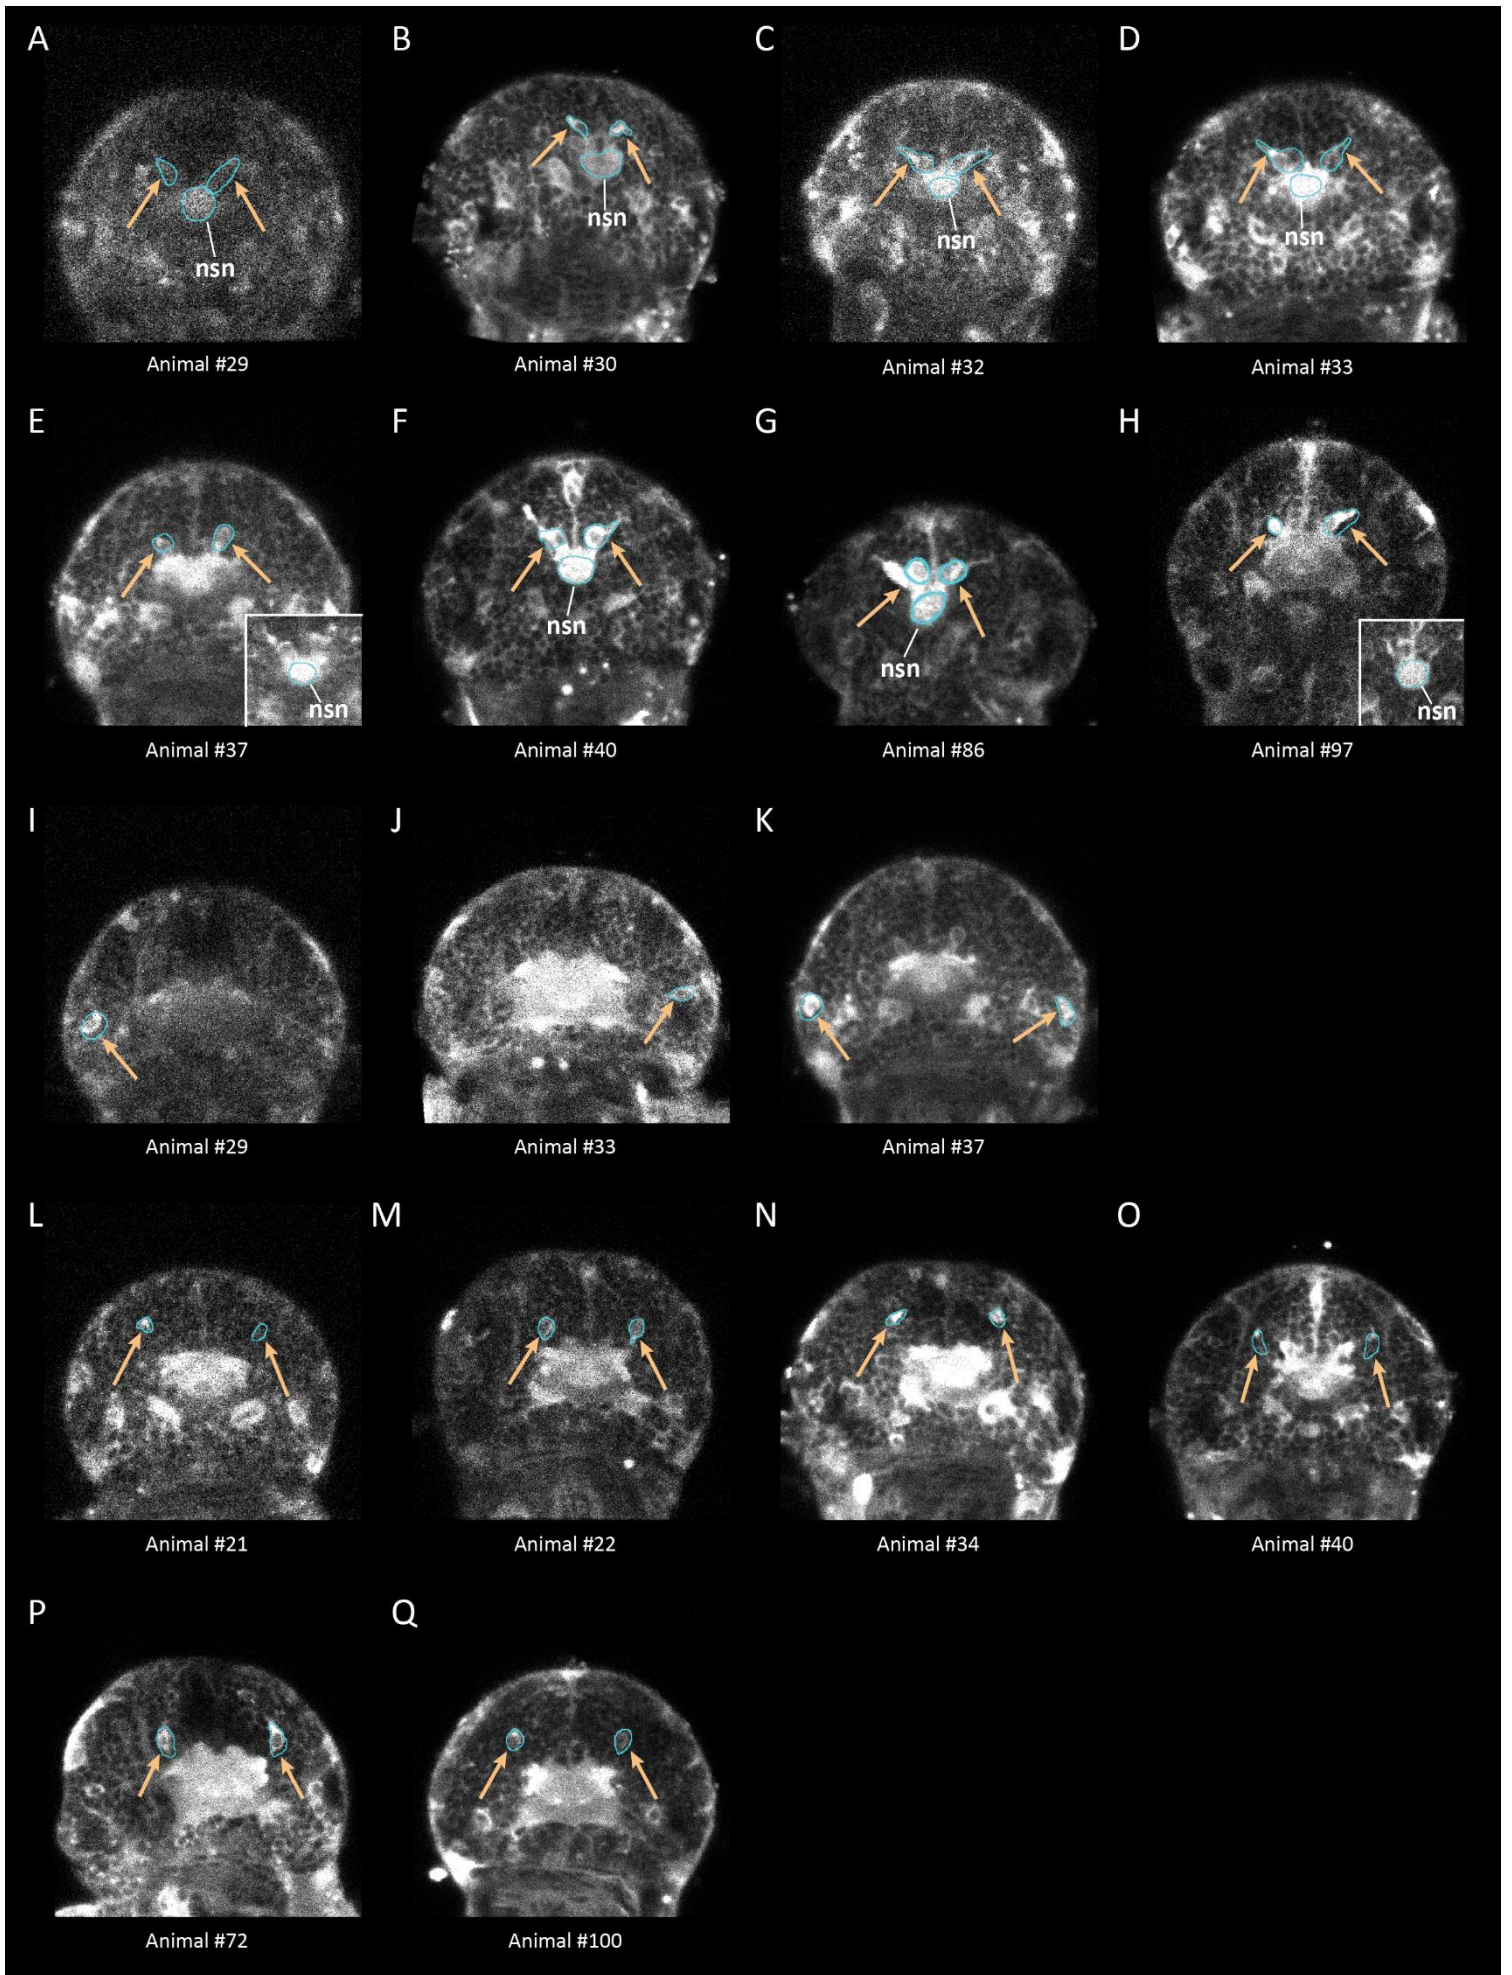 A B C D
nsn nsn nsn nsn
Animal #29 Animal #30 Animal #32 Animal #33
E F G H
nsn nsn nsn nsn
Animal #37 Animal #40 Animal #86 Animal #97
I J K
Animal #29 Animal #33 Animal #37
L M N O
Animal #21 Animal #22 Animal #34 Animal #40
P Q
Animal #72 Animal #100